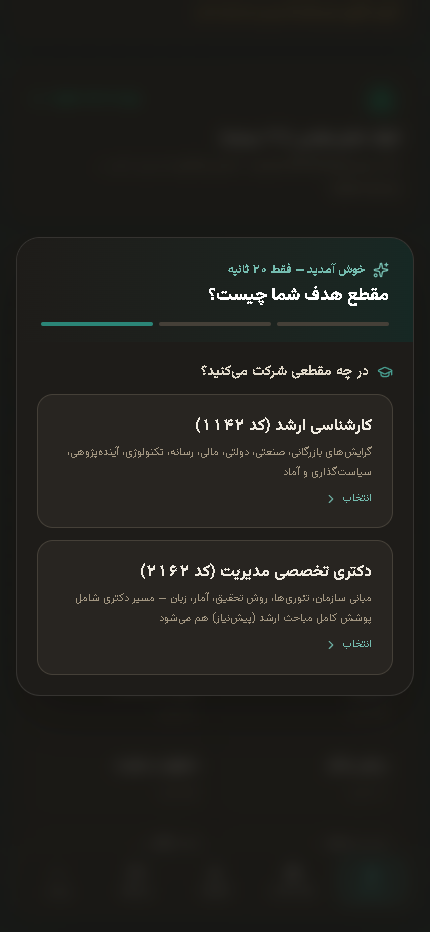 خوش آمدید — فقط ۲۰ ثانیه
مقطع هدف شما چیست؟
در چه مقطعی شرکت می‌کنید؟
کارشناسی ارشد (کد ۱۱۴۲)
گرایش‌های بازرگانی، صنعتی، دولتی، مالی، رسانه، تکنولوژی، آینده‌پژوهی،
سیاست‌گذاری و آماد
انتخاب
دکتری تخصصی مدیریت (کد ۲۱۶۲)
مبانی سازمان، تئوری‌ها، روش تحقیق، آمار، زبان — مسیر دکتری شامل
پوشش کامل مباحث ارشد (پیش‌نیاز) هم می‌شود
انتخاب